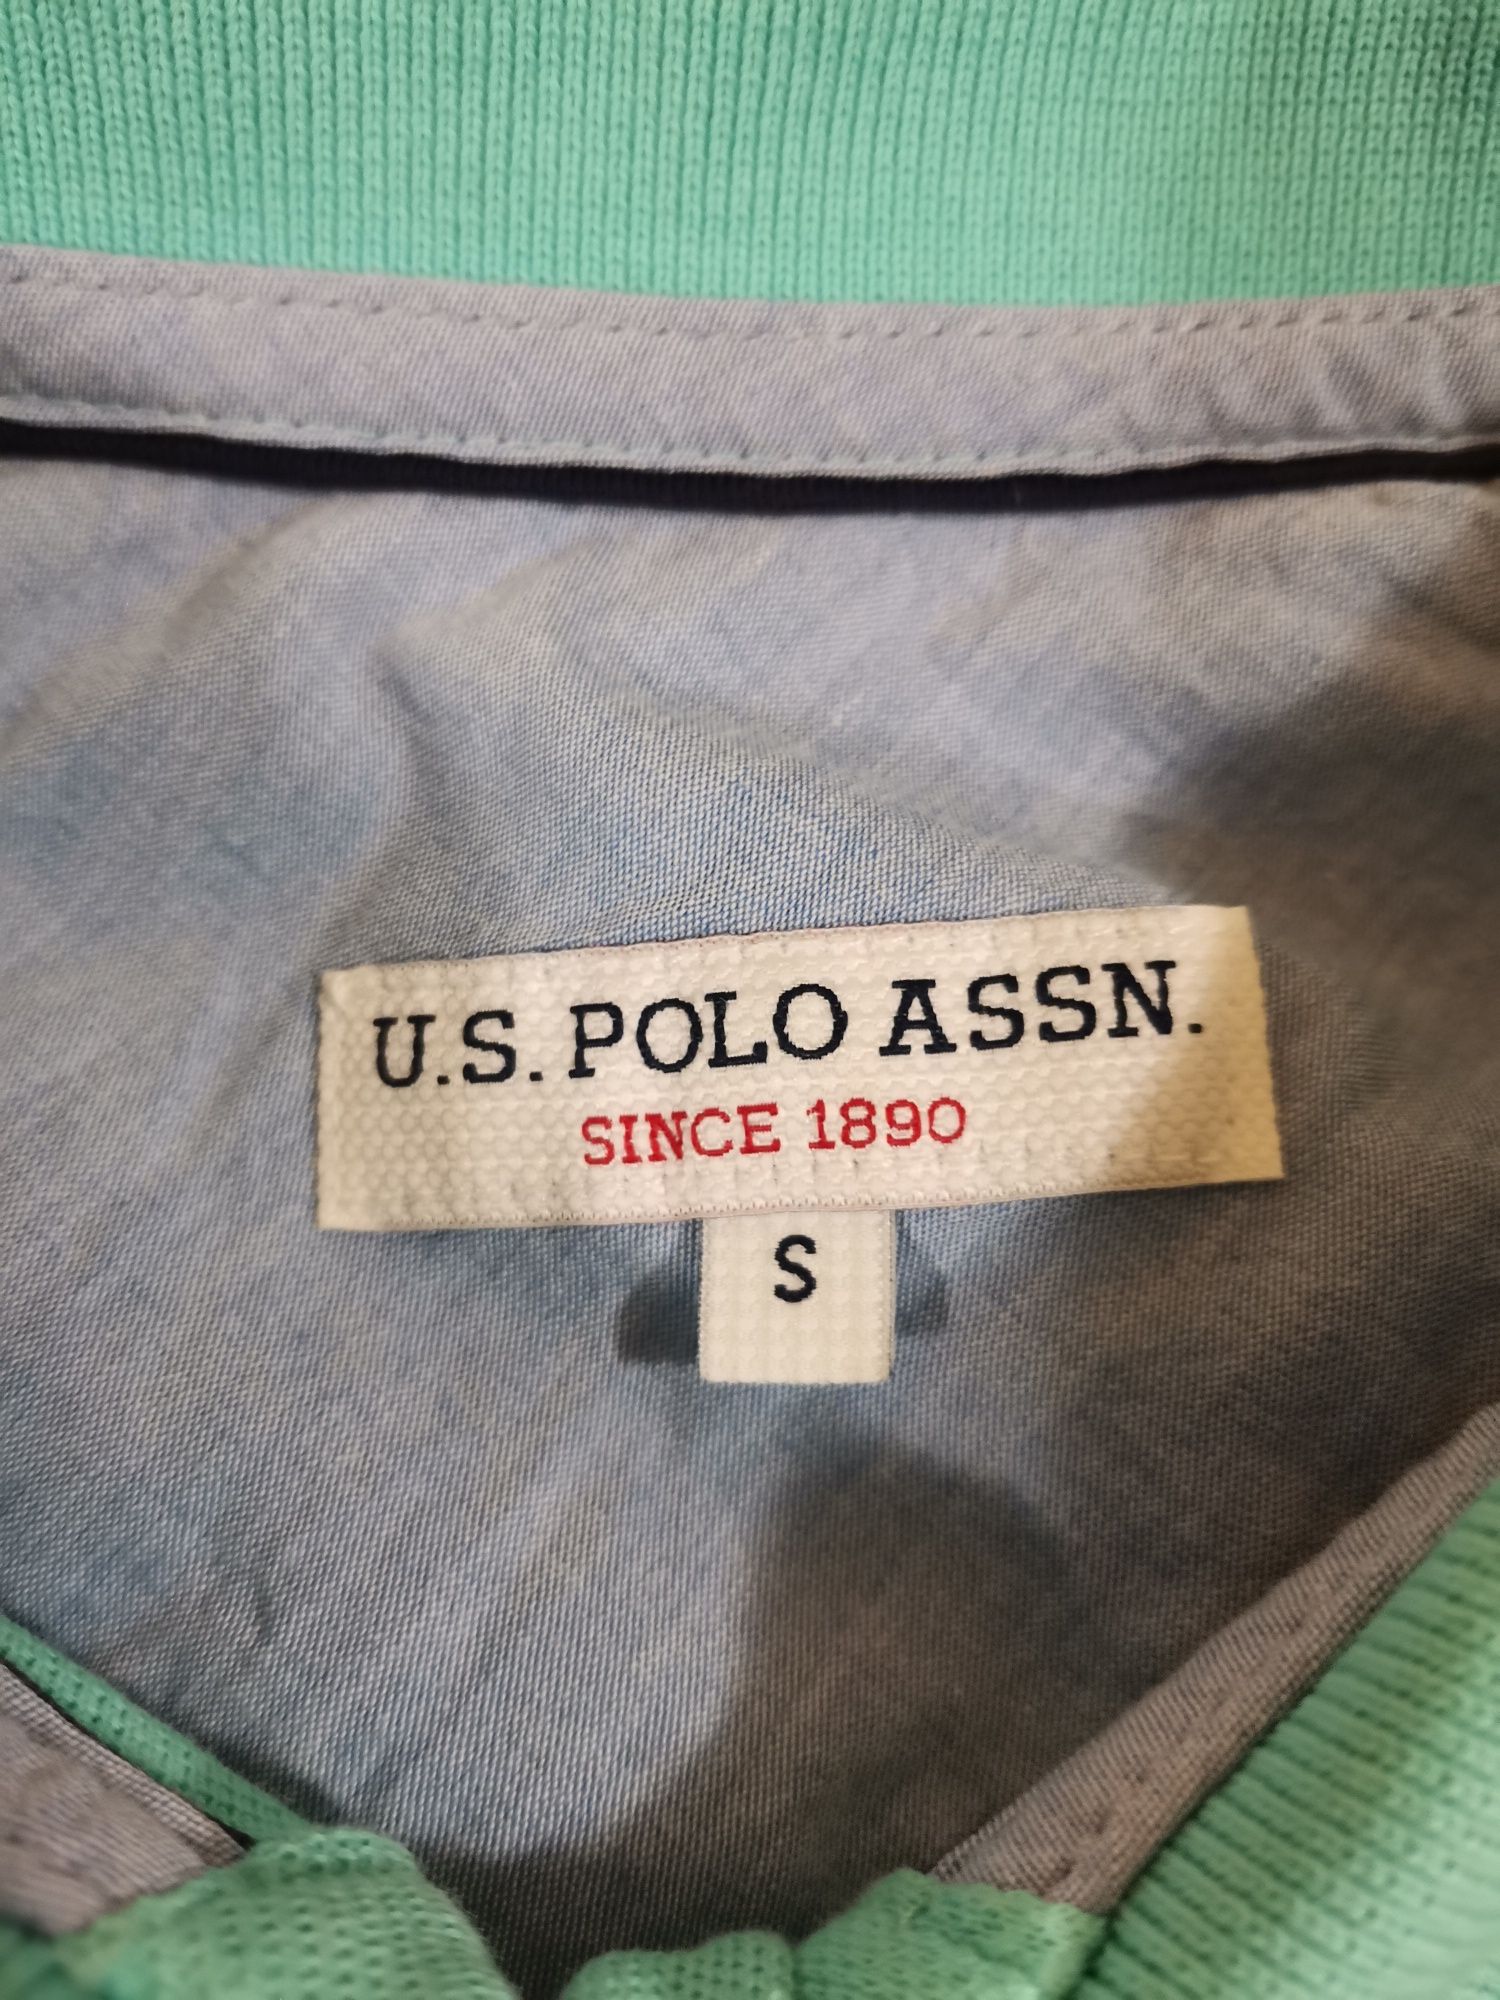 U.S. POLO ASSN.
SINCE 1890
S